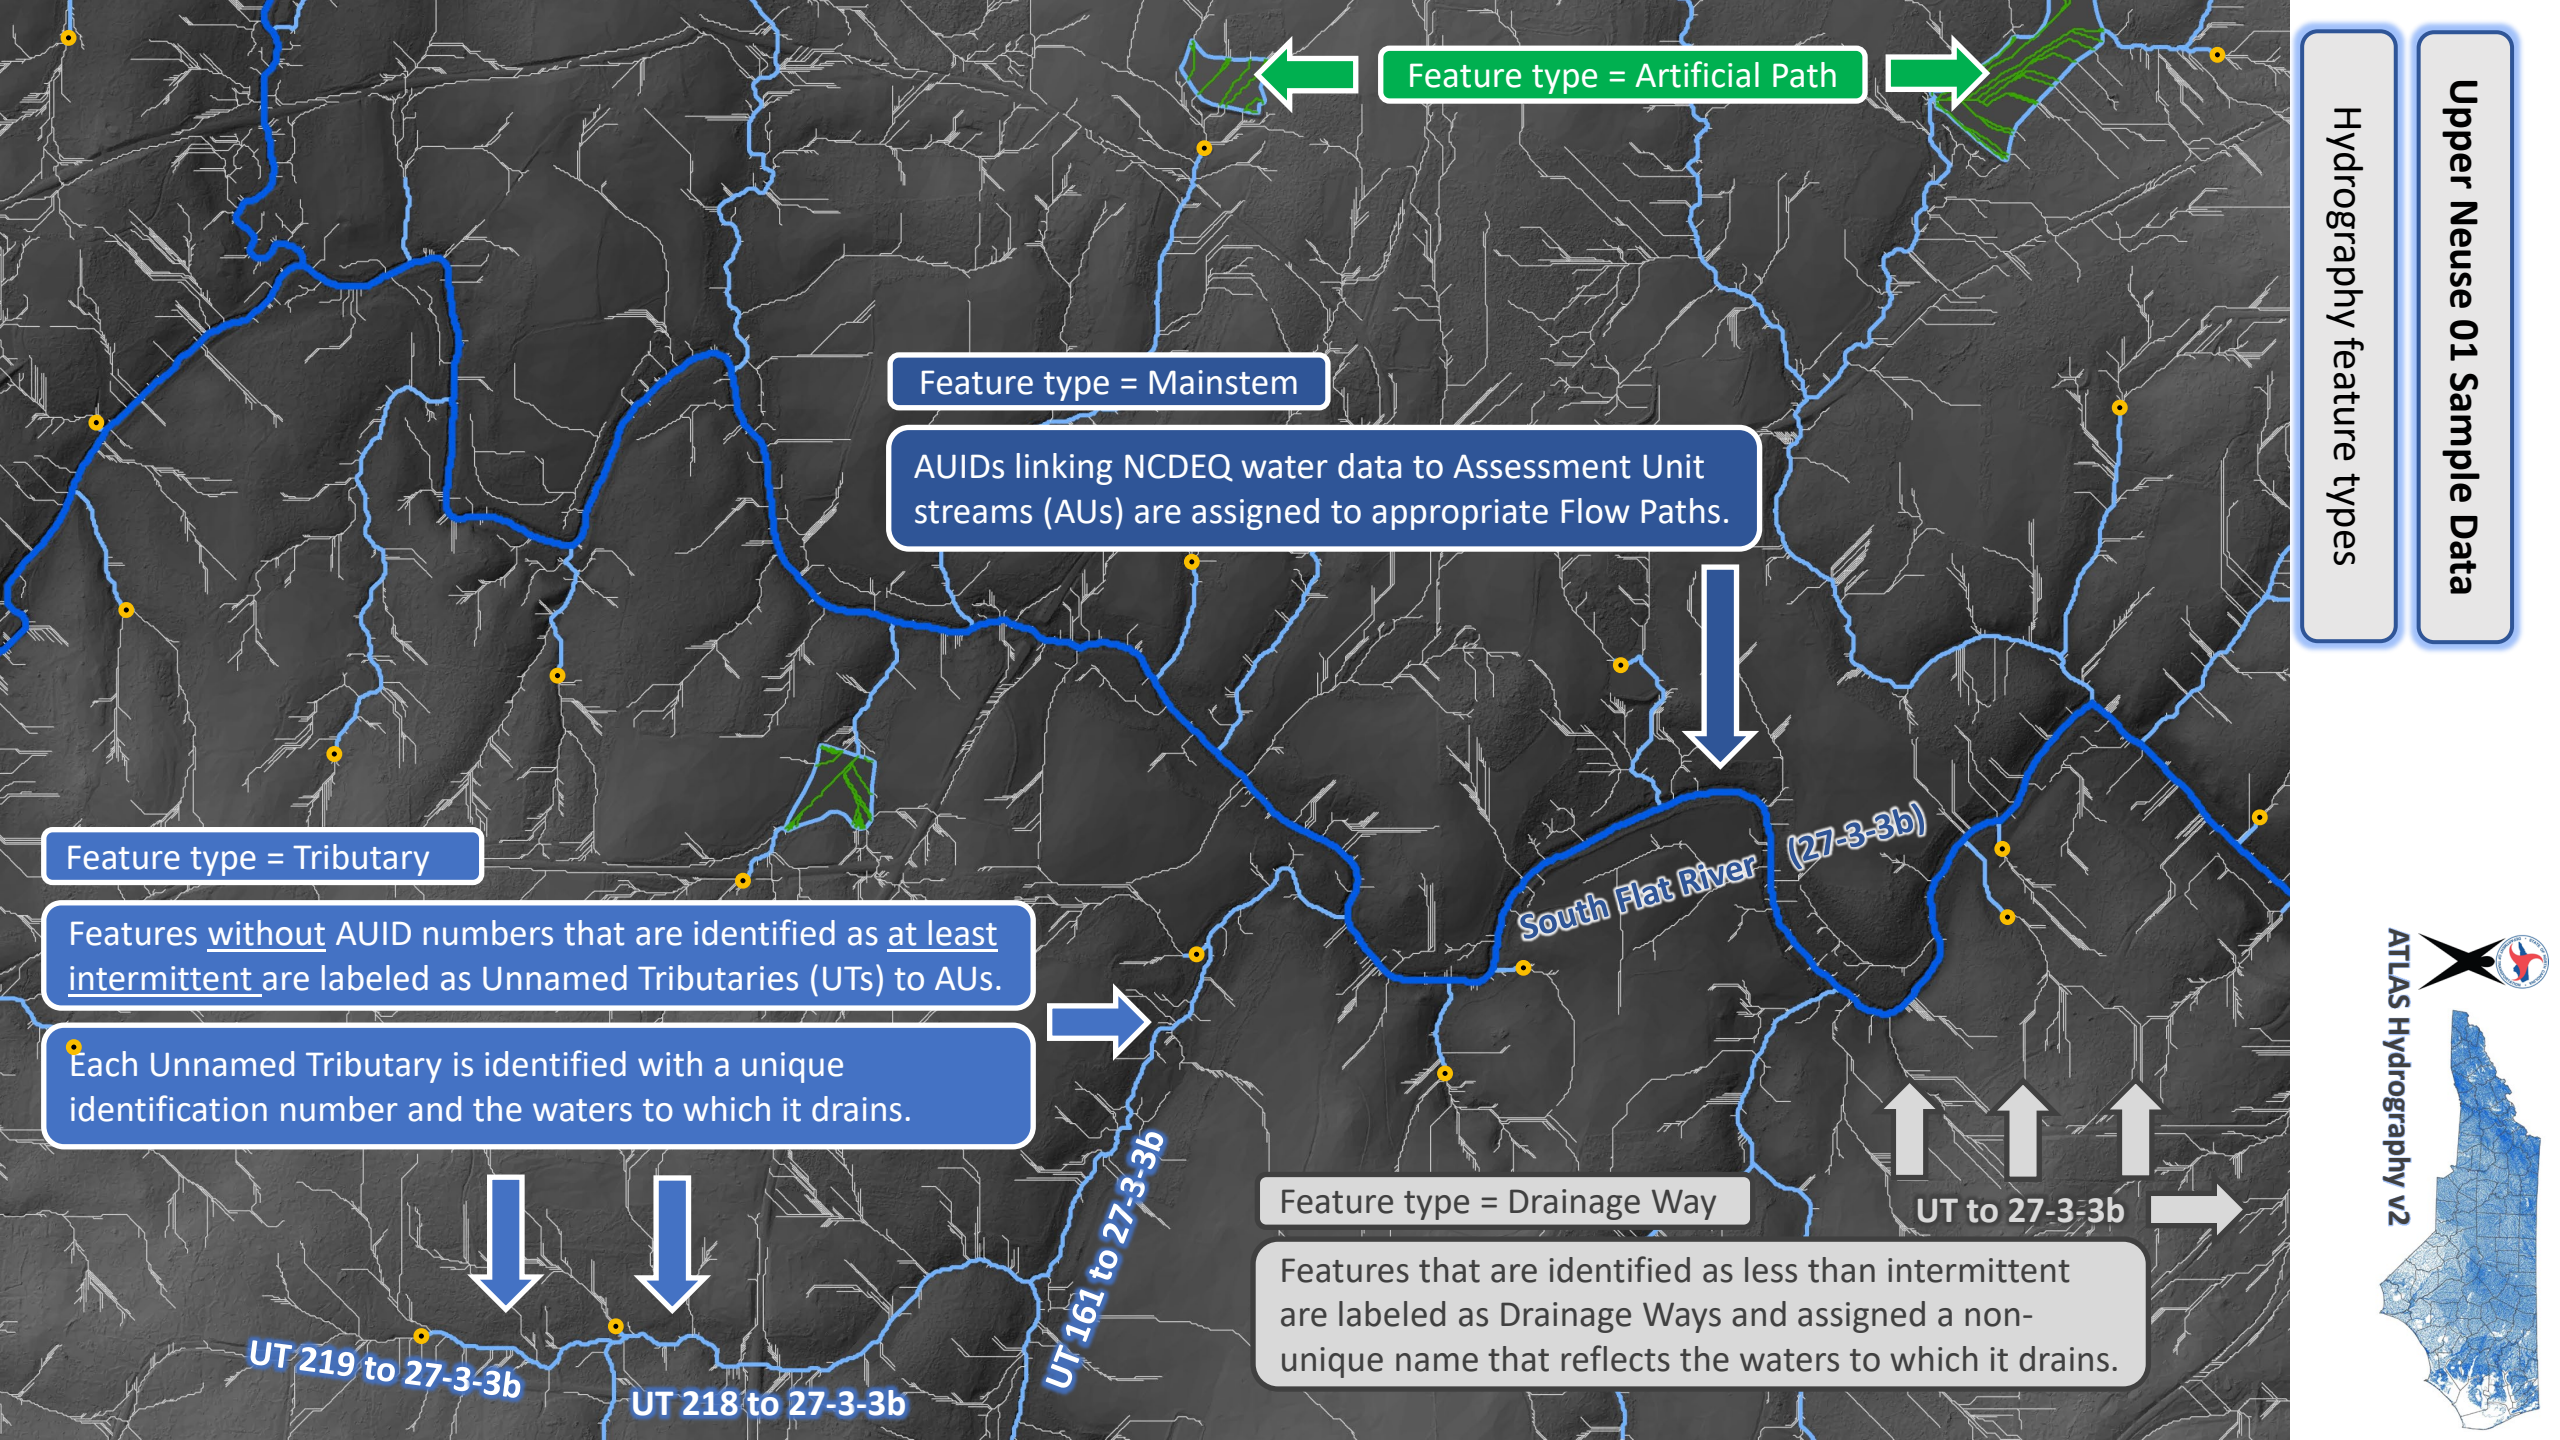 Feature type = Artificial Path
Feature type = Mainstem
AUIDs linking NCDEQ water data to Assessment Unit
streams (AUs) are assigned to appropriate Flow Paths.
South Flat River (27-3-3b)
Feature type = Tributary
Features without AUID numbers that are identified as at least
intermittent are labeled as Unnamed Tributaries (UTs) to AUs.
Each Unnamed Tributary is identified with a unique
identification number and the waters to which it drains.
UT 219 to 27-3-3b
UT 218 to 27-3-3b
UT 161 to 27-3-3b
UT to 27-3-3b
Feature type = Drainage Way
Features that are identified as less than intermittent
are labeled as Drainage Ways and assigned a non-
unique name that reflects the waters to which it drains.
Upper Neuse 01 Sample Data
Hydrography feature types
ATLAS Hydrography v2